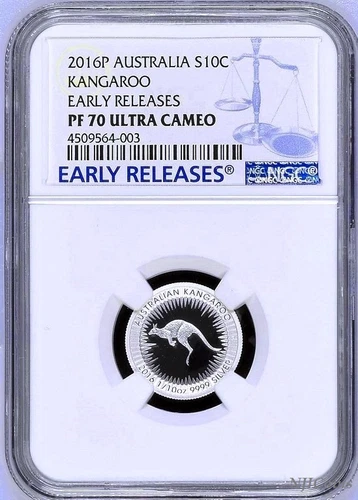 2016P AUSTRALIA S10C
KANGAROO
EARLY RELEASES
PF 70 ULTRA CAMEO
4509564-003
EARLY RELEASES®
NGC
AUSTRALIAN KANGAROO
2016 1/10oz 9999 SILVER